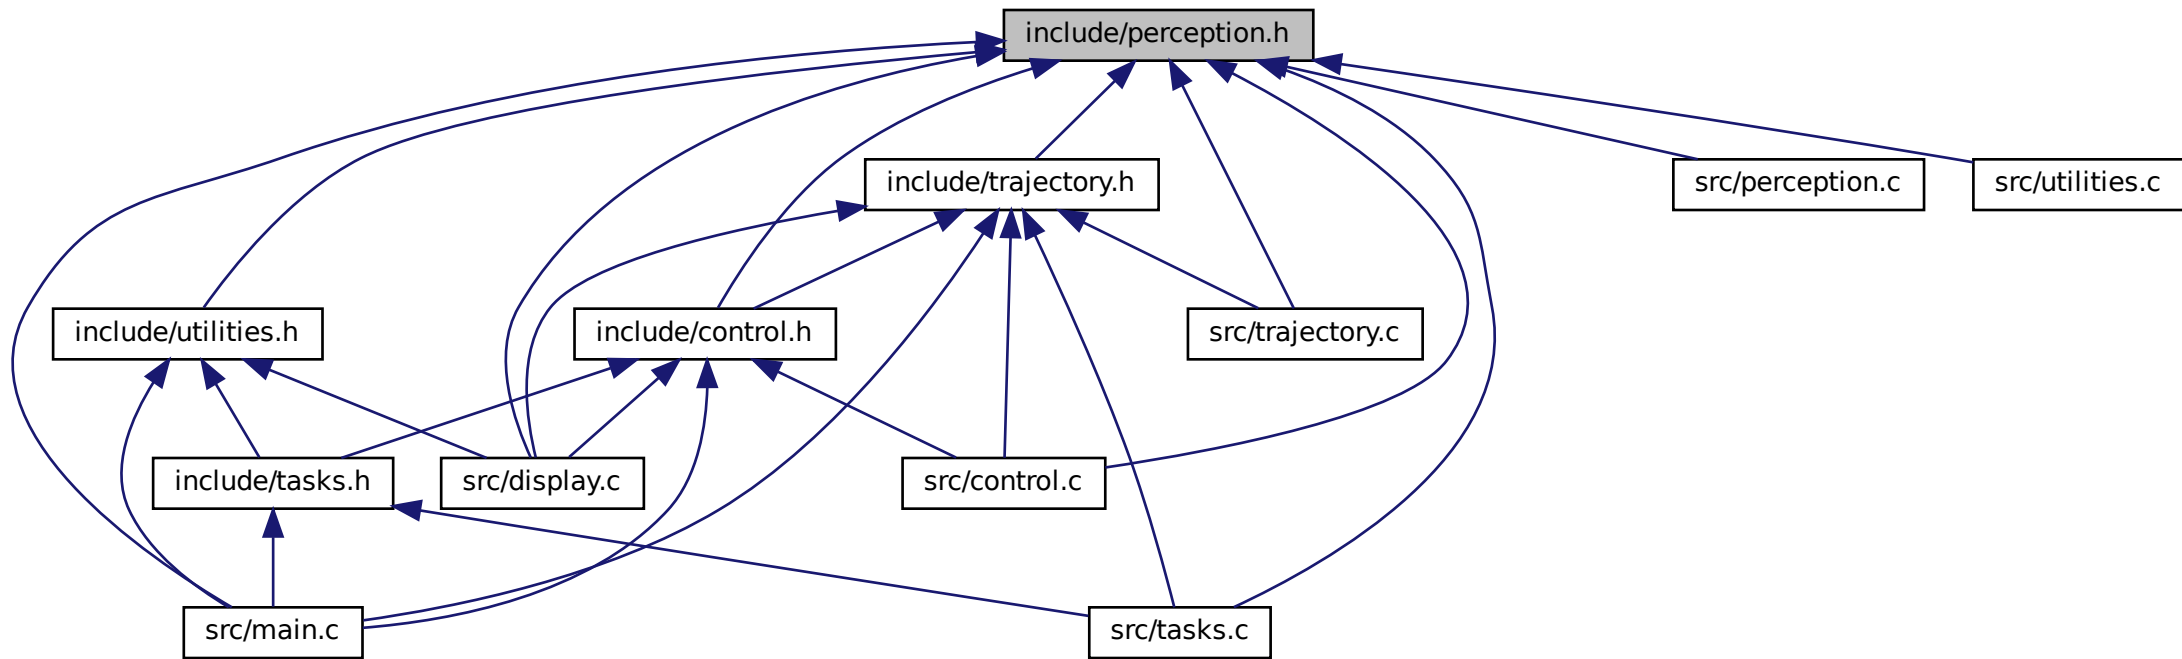 include/perception.h
include/trajectory.h
src/perception.c
src/utilities.c
include/utilities.h
include/control.h
src/trajectory.c
include/tasks.h
src/display.c
src/control.c
src/main.c
src/tasks.c